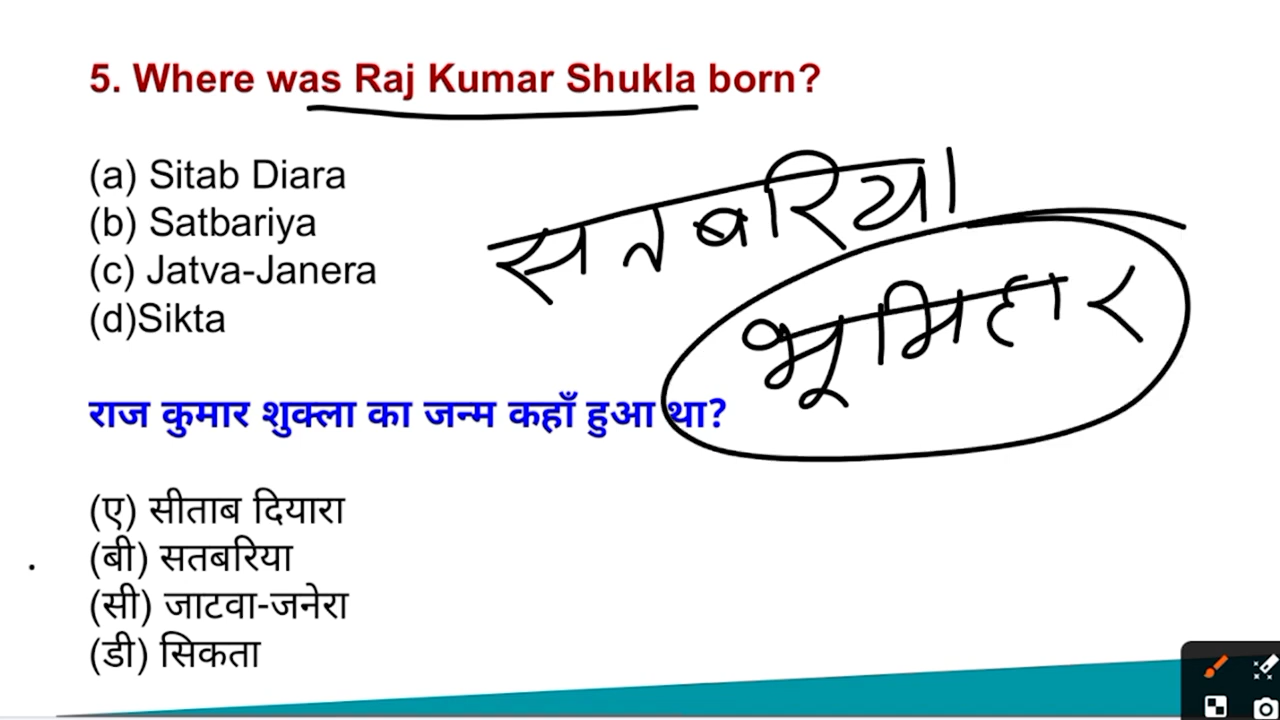 5. Where was Raj Kumar Shukla born?
(a) Sitab Diara
(b) Satbariya
(c) Jatva-Janera
(d)Sikta
सतबरिया
भूमिहार
राज कुमार शुक्ला का जन्म कहाँ हुआ था?
(ए) सीताब दियारा
(बी) सतबरिया
(सी) जाटवा-जनेरा
(डी) सिकता